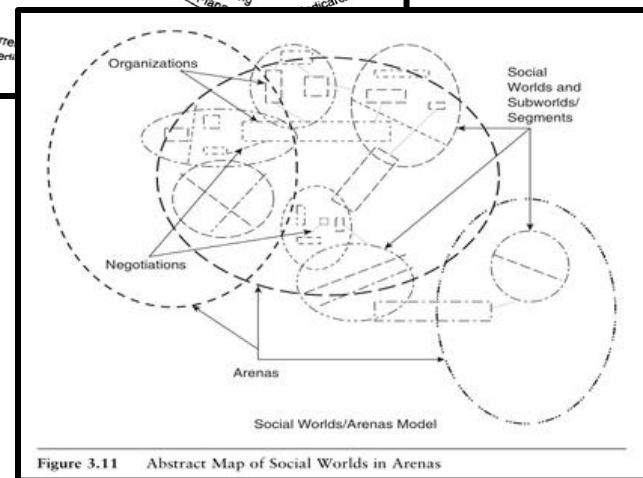 Organizations
Social
Worlds and
Subworlds/
Segments
Negotiations
Arenas
Social Worlds/Arenas Model
Figure 3.11 Abstract Map of Social Worlds in Arenas